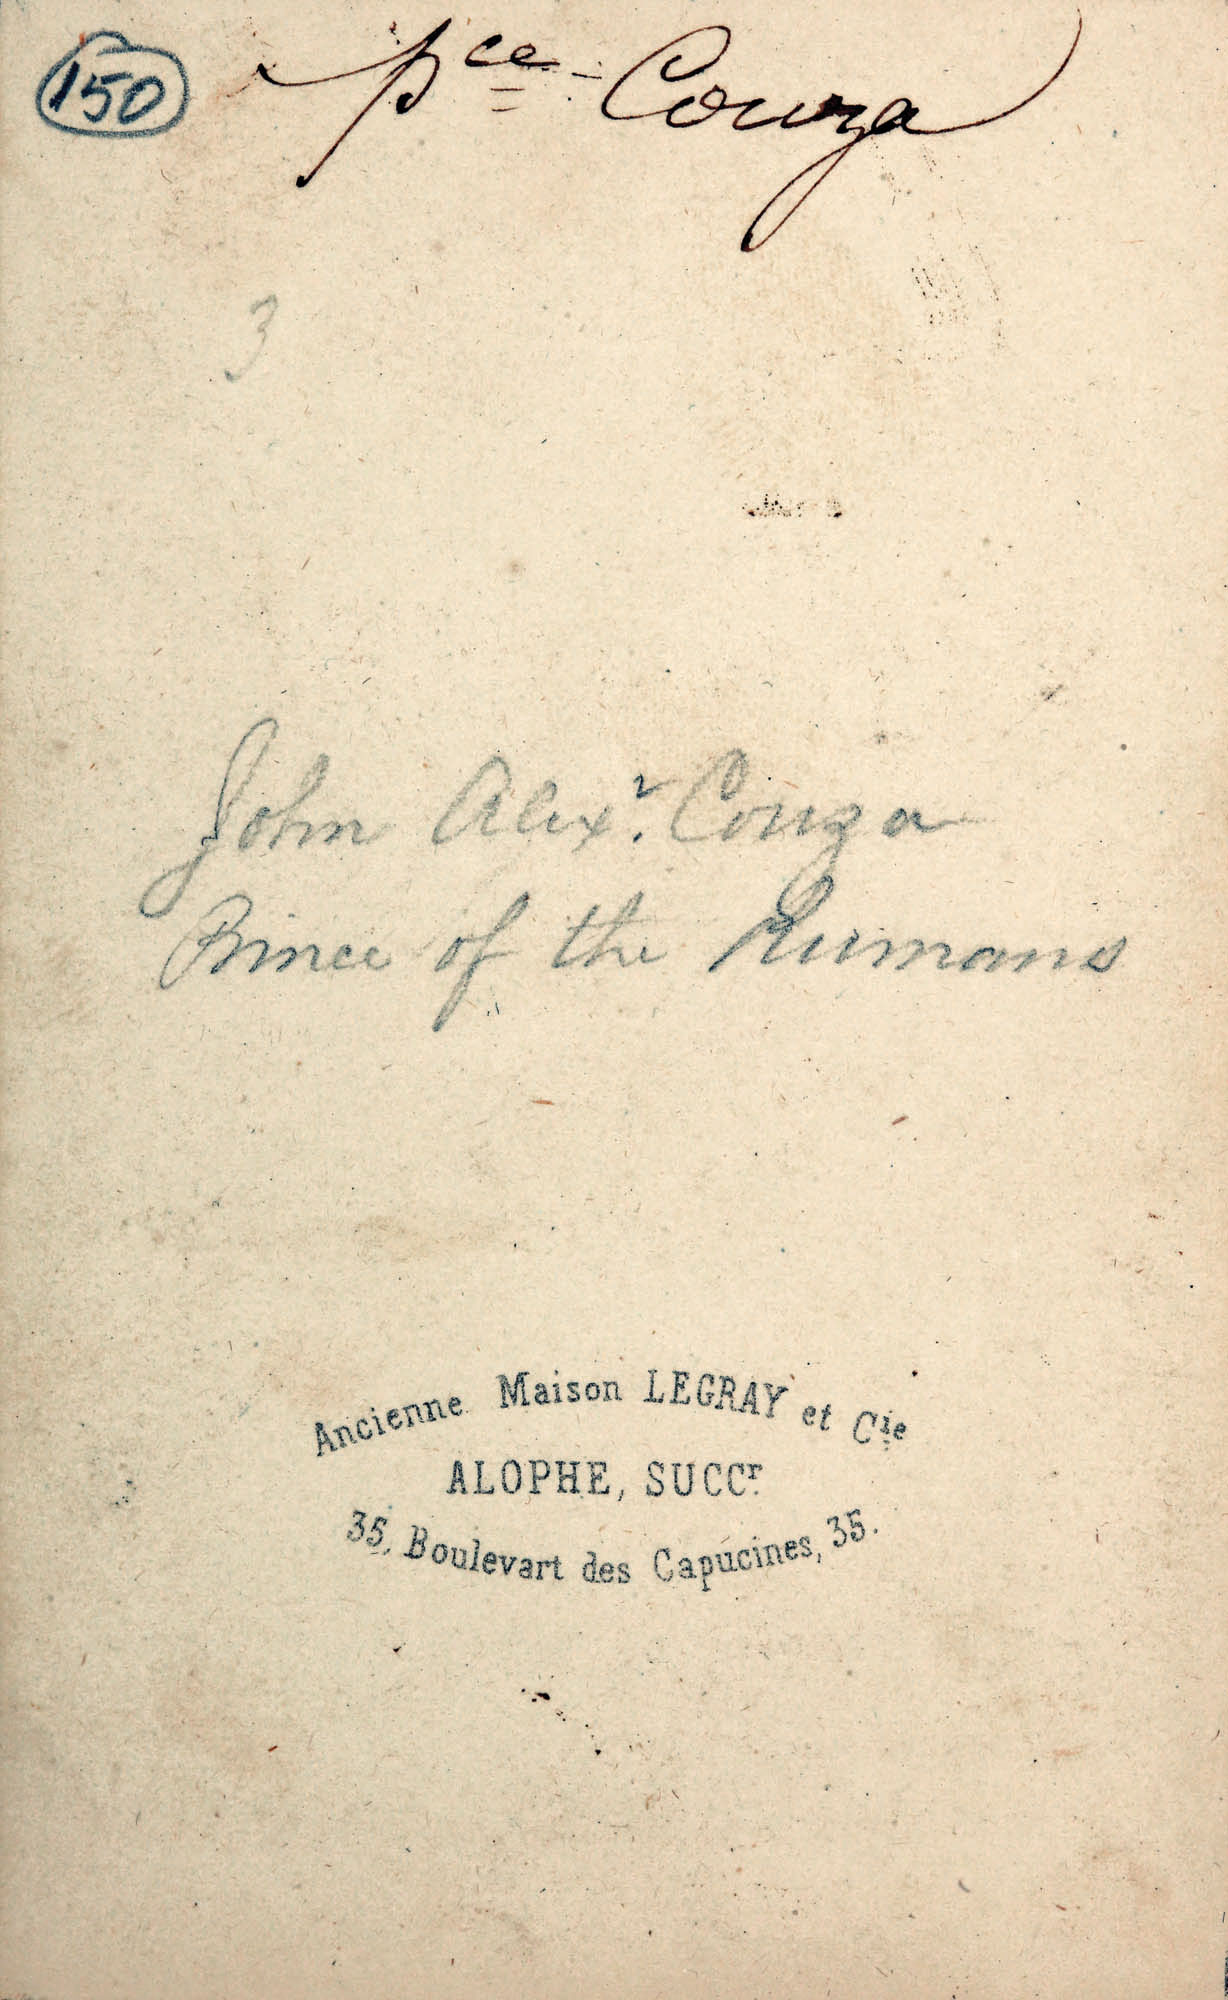 150
pce Couza
3
John Alexr. Couza
Prince of the Rumans
Ancienne Maison LEGRAY et Cie
ALOPHE, SUCCr.
35, Boulevart des Capucines, 35.